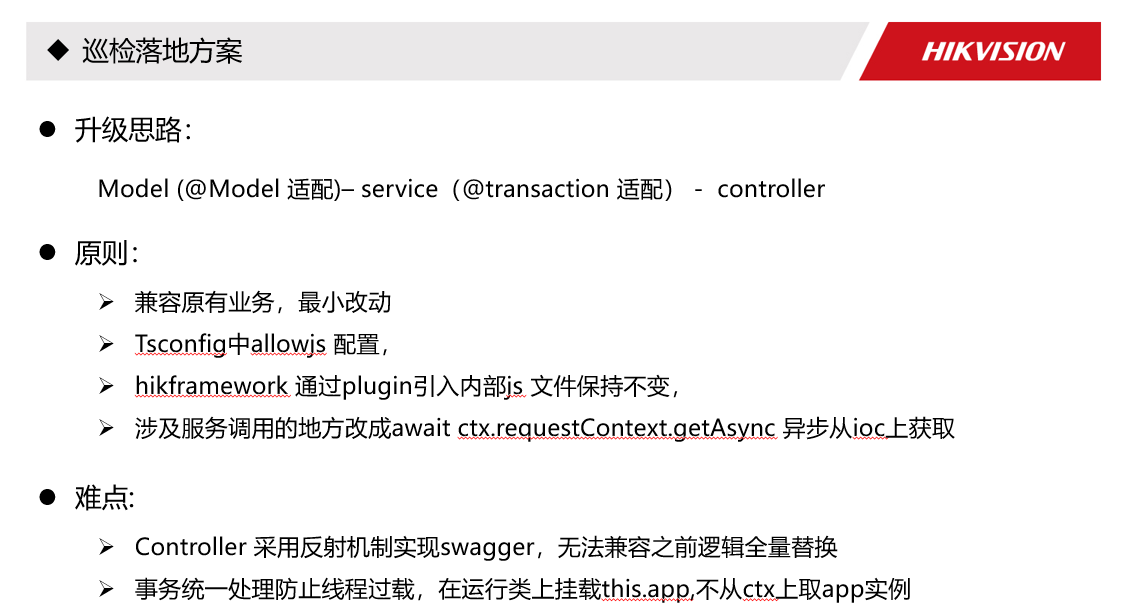 巡检落地方案
HIKVISION
升级思路：
Model (@Model 适配)– service（@transaction 适配） - controller
原则：
兼容原有业务，最小改动
Tsconfig中allowjs 配置，
hikframework 通过plugin引入内部js 文件保持不变，
涉及服务调用的地方改成await ctx.requestContext.getAsync 异步从ioc上获取
难点:
Controller 采用反射机制实现swagger，无法兼容之前逻辑全量替换
事务统一处理防止线程过载，在运行类上挂载this.app,不从ctx上取app实例